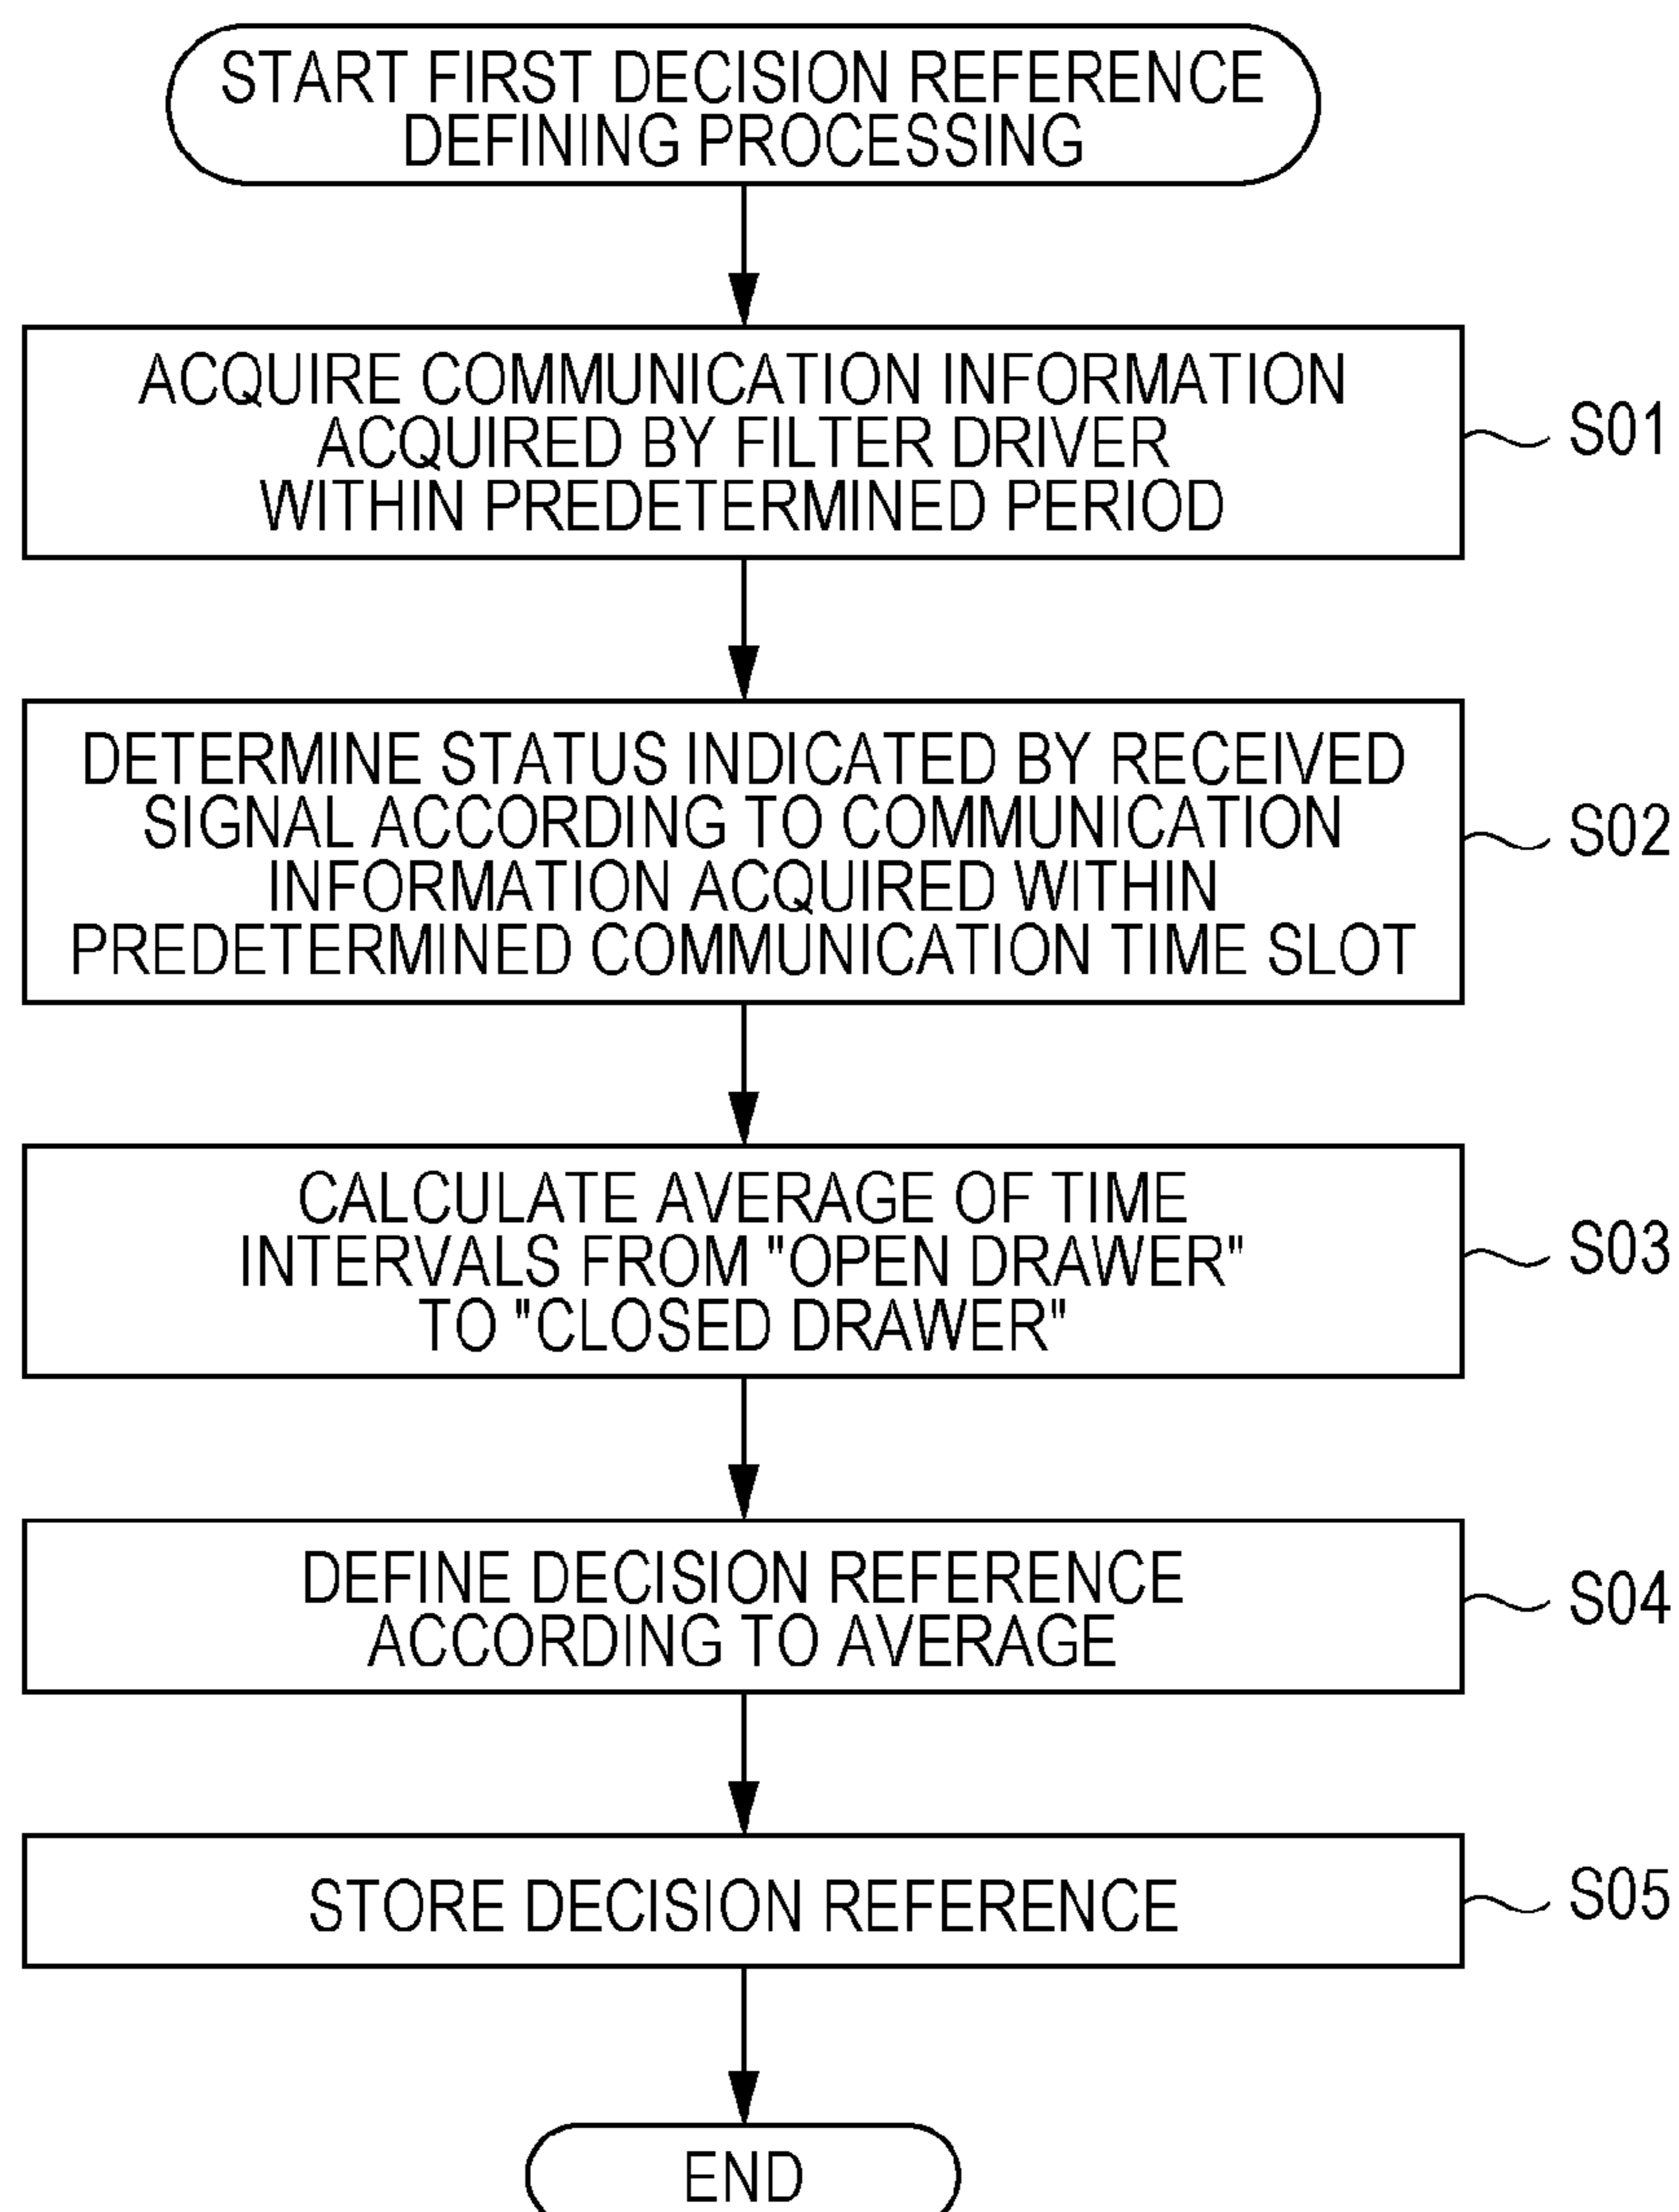 START FIRST DECISION REFERENCE
DEFINING PROCESSING
ACQUIRE COMMUNICATION INFORMATION
ACQUIRED BY FILTER DRIVER
WITHIN PREDETERMINED PERIOD
S01
DETERMINE STATUS INDICATED BY RECEIVED
SIGNAL ACCORDING TO COMMUNICATION
INFORMATION ACQUIRED WITHIN
PREDETERMINED COMMUNICATION TIME SLOT
S02
CALCULATE AVERAGE OF TIME
INTERVALS FROM "OPEN DRAWER"
TO "CLOSED DRAWER"
S03
DEFINE DECISION REFERENCE
ACCORDING TO AVERAGE
S04
STORE DECISION REFERENCE
S05
END